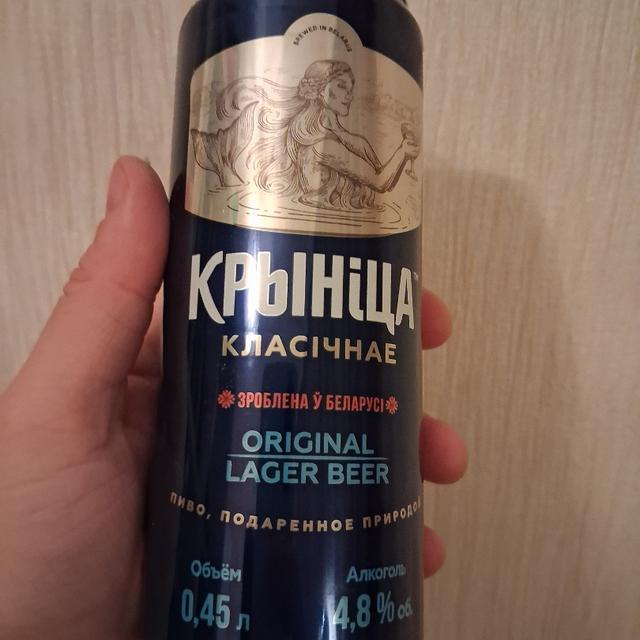 BREWED IN BELARUS
КРЫНіЦА™
КЛАСІЧНАЕ
ЗРОБЛЕНА Ў БЕЛАРУСІ
ORIGINAL
LAGER BEER
ПИВО, ПОДАРЕННОЕ ПРИРОДОЙ
Объём Алкоголь
0,45 л 4,8 % об.